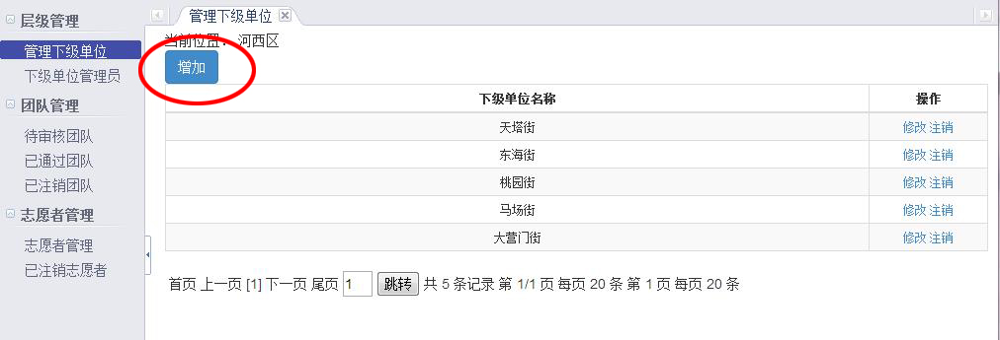 层级管理
管理下级单位
下级单位管理员
团队管理
待审核团队
已通过团队
已注销团队
志愿者管理
志愿者管理
已注销志愿者
管理下级单位
当前位置： 河西区
增加
下级单位名称 操作
天塔街 修改 注销
东海街 修改 注销
桃园街 修改 注销
马场街 修改 注销
大营门街 修改 注销
首页 上一页 [1] 下一页 尾页 1 跳转 共 5 条记录 第 1/1 页 每页 20 条 第 1 页 每页 20 条